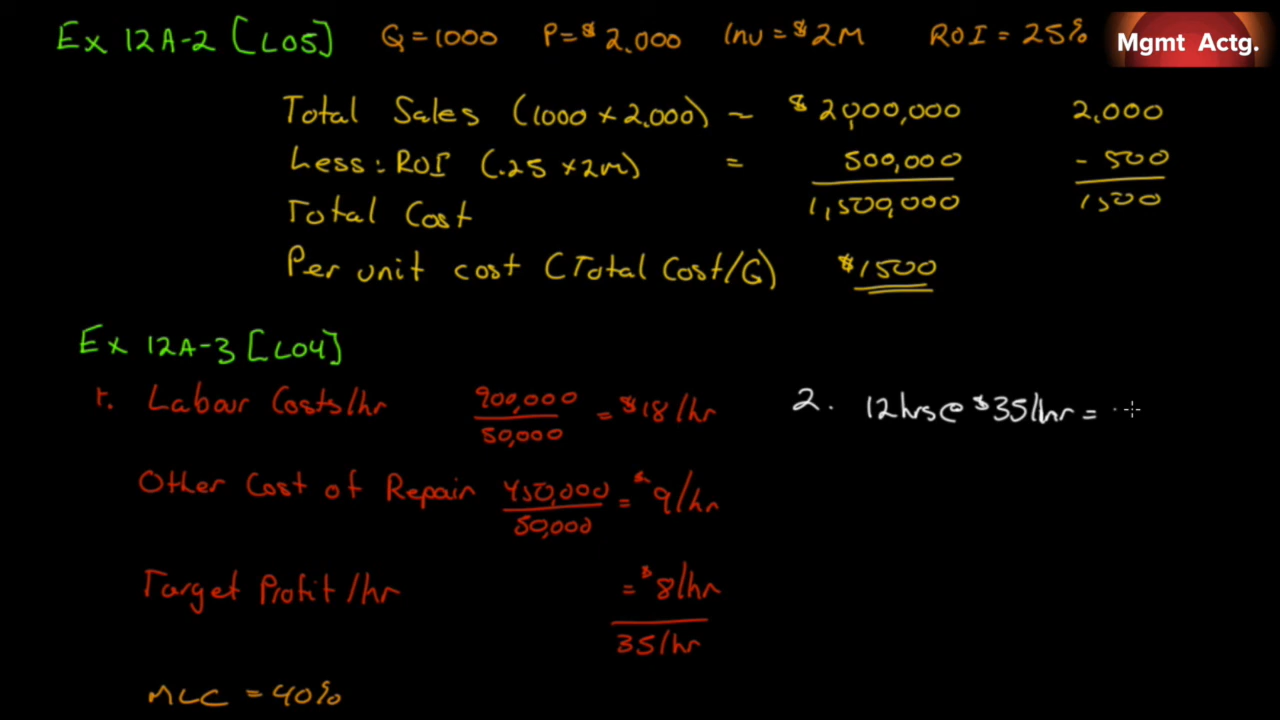 Ex 12A-2 [LO5] Q = 1000 P = $2,000 Inv = $2M ROI = 25% Mgmt Actg.
Total Sales (1000 x 2,000) = $2,000,000 2,000
Less: ROI (.25 x 2M) = 500,000 - 500
Total Cost 1,500,000 1500
Per unit cost (Total Cost/Q) $1500
Ex 12A-3 [LO4]
1. Labour Costs/hr 900,000/50,000 = $18/hr 2. 12hrs@ $35/hr =
Other Cost of Repair 450,000/50,000 = $9/hr
Target Profit/hr = $8/hr
35/hr
MLC = 40%